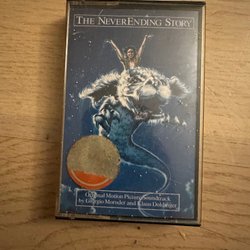 THE NEVERENDING STORY
Original Motion Picture Soundtrack
by Giorgio Moroder and Klaus Doldinger